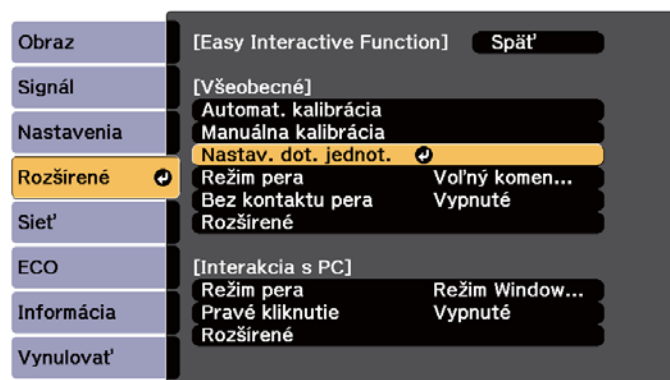 Obraz
Signál
Nastavenia
Rozšírené
Sieť
ECO
Informácia
Vynulovať
[Easy Interactive Function] Späť
[Všeobecné]
Automat. kalibrácia
Manuálna kalibrácia
Nastav. dot. jednot.
Režim pera Voľný komen...
Bez kontaktu pera Vypnuté
Rozšírené
[Interakcia s PC]
Režim pera Režim Window...
Pravé kliknutie Vypnuté
Rozšírené